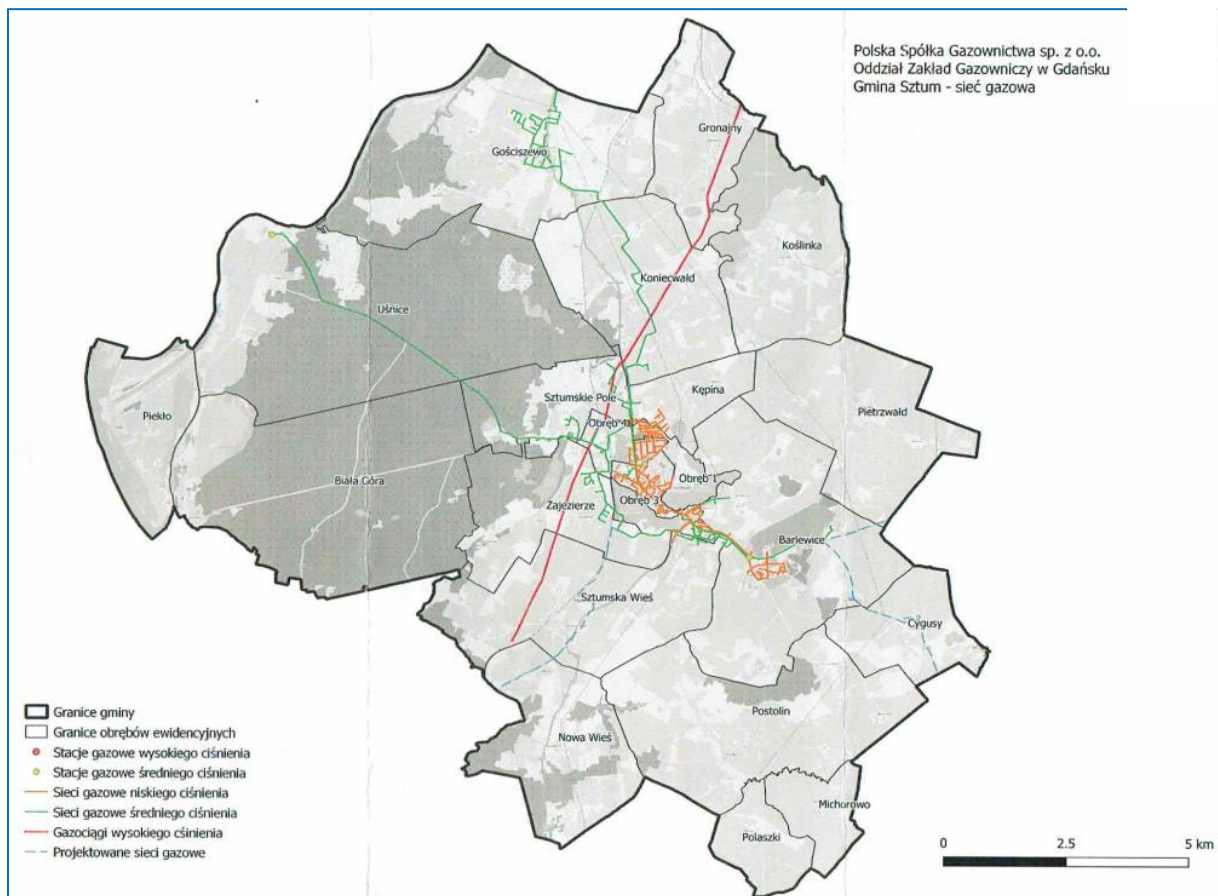 Polska Spółka Gazownictwa sp. z o.o.
Oddział Zakład Gazowniczy w Gdańsku
Gmina Sztum - sieć gazowa
Gronajny
Gościszewo
Koślinka
Koniecwałd
Uśnice
Kępina
Sztumskie Pole
Pietrzwałd
Piekło
Obręb 4
Biała Góra
Obręb 1
Obręb 3
Zajezierze
Barlewice
Sztumska Wieś
Cygusy
Postolin
Nowa Wieś
Michorowo
Polaszki
Granice gminy
Granice obrębów ewidencyjnych
Stacje gazowe wysokiego ciśnienia
Stacje gazowe średniego ciśnienia
Sieci gazowe niskiego ciśnienia
Sieci gazowe średniego ciśnienia
Gazociągi wysokiego cśinienia
Projektowane sieci gazowe
0 2.5 5 km